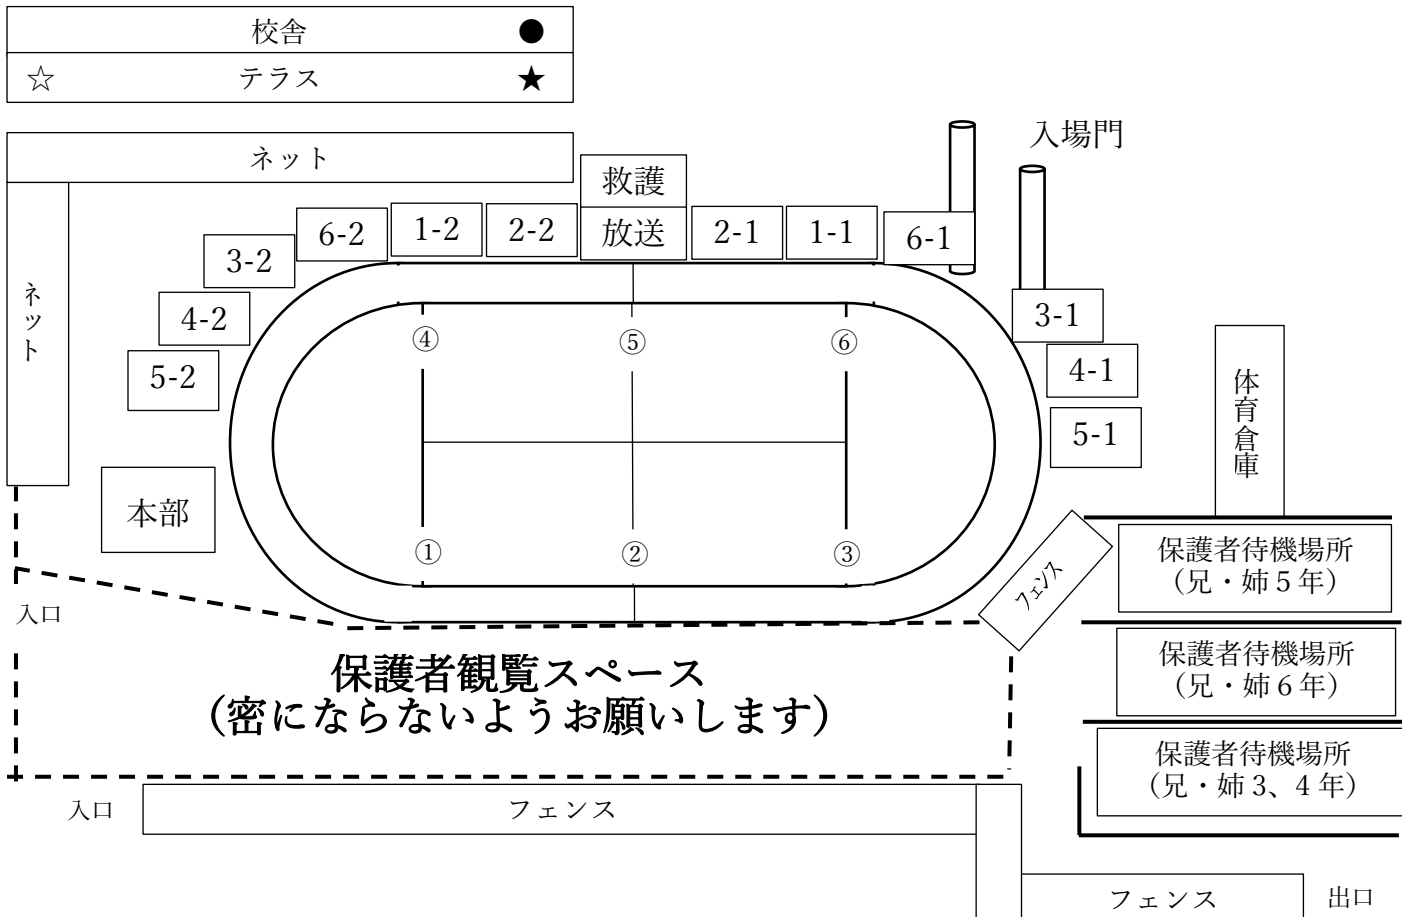 校舎 ●
☆ テラス ★
ネット
入場門
救護
放送
6-2
1-2
2-2
2-1
1-1
6-1
3-2
4-2
5-2
ネット
3-1
4-1
5-1
体育倉庫
④
⑤
⑥
①
②
③
本部
入口
フェンス
保護者待機場所
(兄・姉5年)
保護者待機場所
(兄・姉6年)
保護者待機場所
(兄・姉3、4年)
保護者観覧スペース
(密にならないようお願いします)
入口
フェンス
フェンス
出口